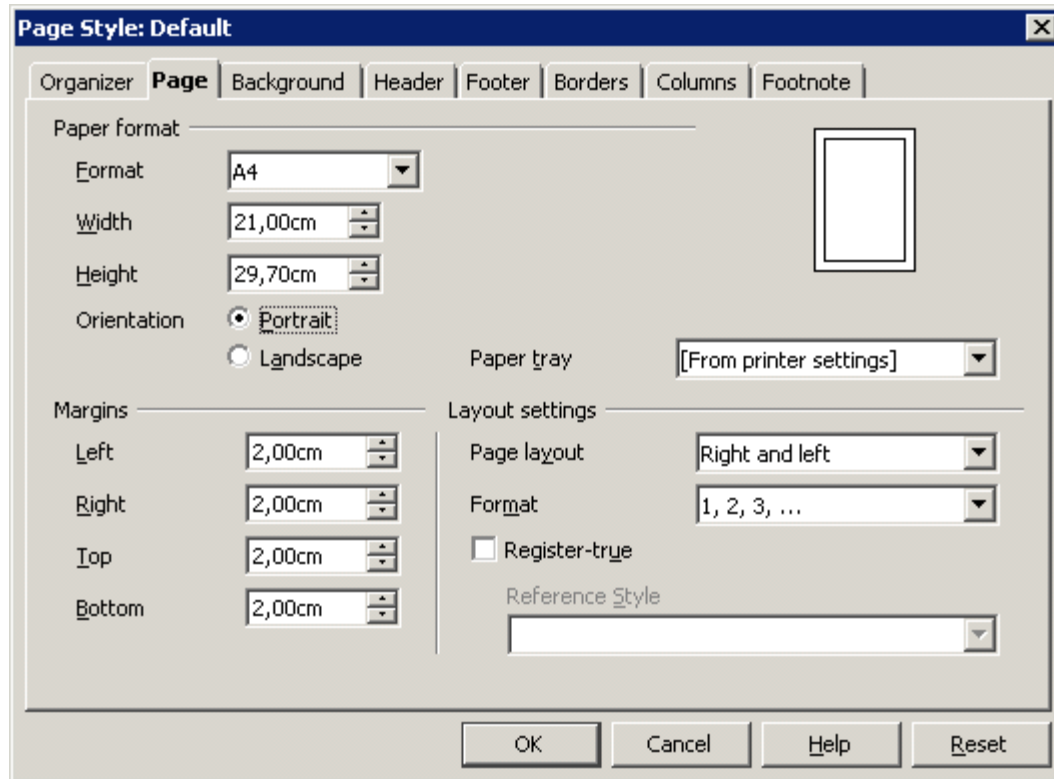 Page Style: Default
Organizer Page Background Header Footer Borders Columns Footnote
Paper format
Format A4
Width 21,00cm
Height 29,70cm
Orientation Portrait
Landscape Paper tray [From printer settings]
Margins Layout settings
Left 2,00cm Page layout Right and left
Right 2,00cm Format 1, 2, 3, ...
Top 2,00cm Register-true
Reference Style
Bottom 2,00cm
OK Cancel Help Reset